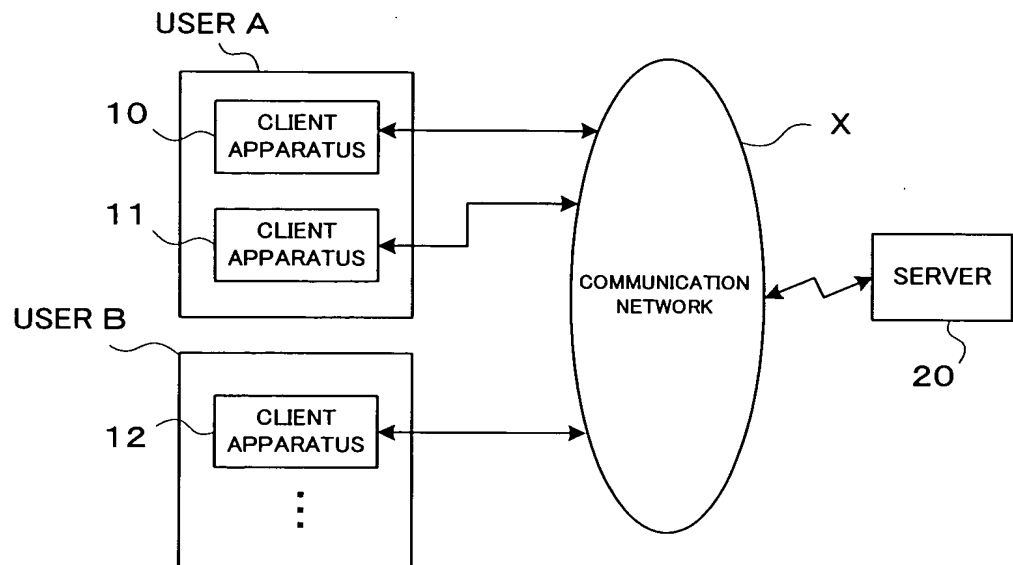 USER A
10
CLIENT
APPARATUS
11
CLIENT
APPARATUS
USER B
12
CLIENT
APPARATUS
X
COMMUNICATION
NETWORK
SERVER
20